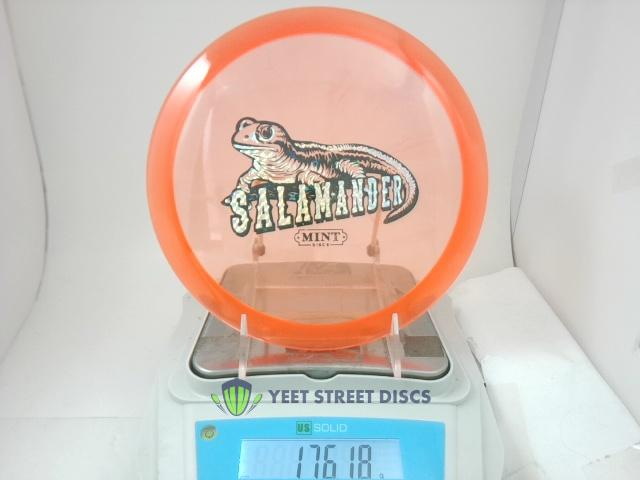 SALAMANDER
MINT
DISCS
YEET STREET DISCS
US SOLID
176.18
g